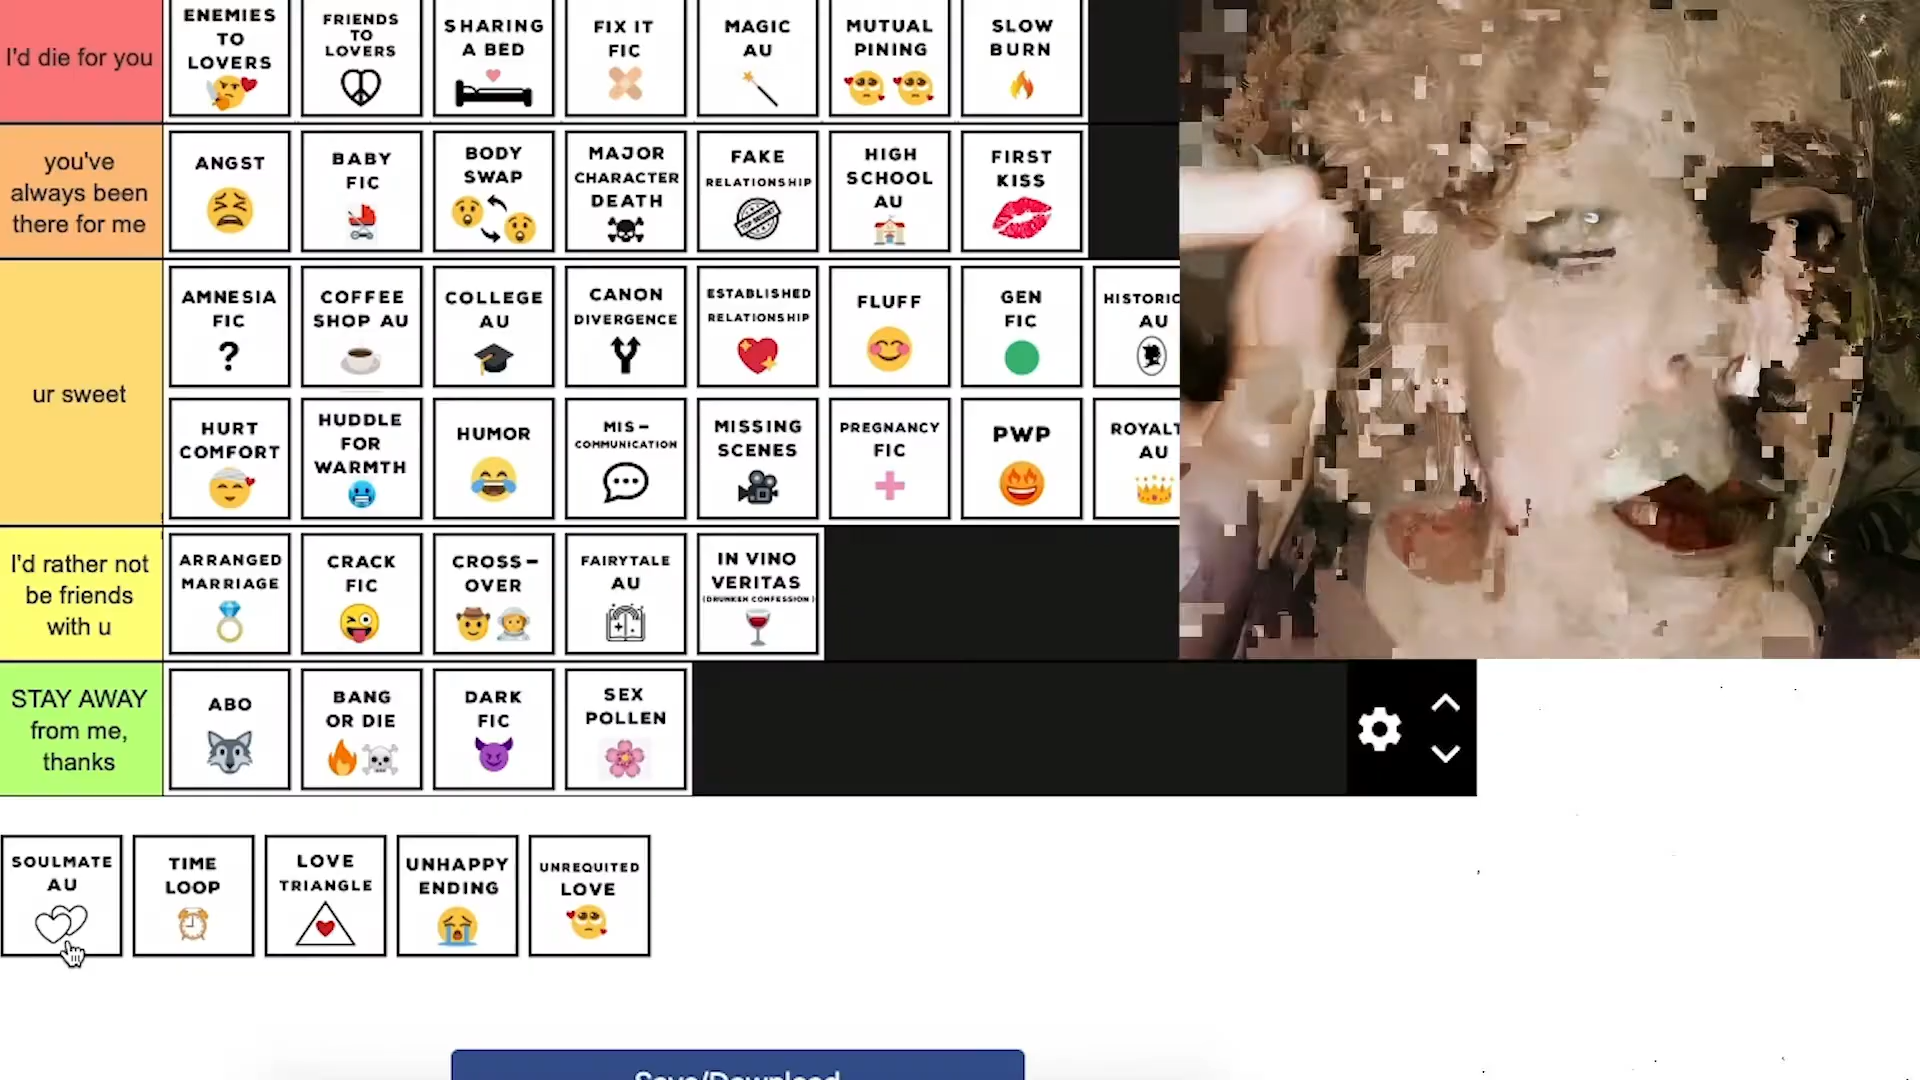 I'd die for you
ENEMIES
TO
LOVERS
FRIENDS
TO
LOVERS
SHARING
A BED
FIX IT
FIC
MAGIC
AU
MUTUAL
PINING
SLOW
BURN
you've
always been
there for me
ANGST
BABY
FIC
BODY
SWAP
MAJOR
CHARACTER
DEATH
FAKE
RELATIONSHIP
TOP SECRET
HIGH
SCHOOL
AU
FIRST
KISS
ur sweet
AMNESIA
FIC
?
COFFEE
SHOP AU
COLLEGE
AU
CANON
DIVERGENCE
ESTABLISHED
RELATIONSHIP
FLUFF
GEN
FIC
HISTORIC
AU
HURT
COMFORT
HUDDLE
FOR
WARMTH
HUMOR
MIS-
COMMUNICATION
MISSING
SCENES
PREGNANCY
FIC
PWP
ROYALT
AU
I'd rather not
be friends
with u
ARRANGED
MARRIAGE
CRACK
FIC
CROSS-
OVER
FAIRYTALE
AU
IN VINO
VERITAS
(DRUNKEN CONFESSION)
STAY AWAY
from me,
thanks
ABO
BANG
OR DIE
DARK
FIC
SEX
POLLEN
SOULMATE
AU
TIME
LOOP
LOVE
TRIANGLE
UNHAPPY
ENDING
UNREQUITED
LOVE
Save/Download